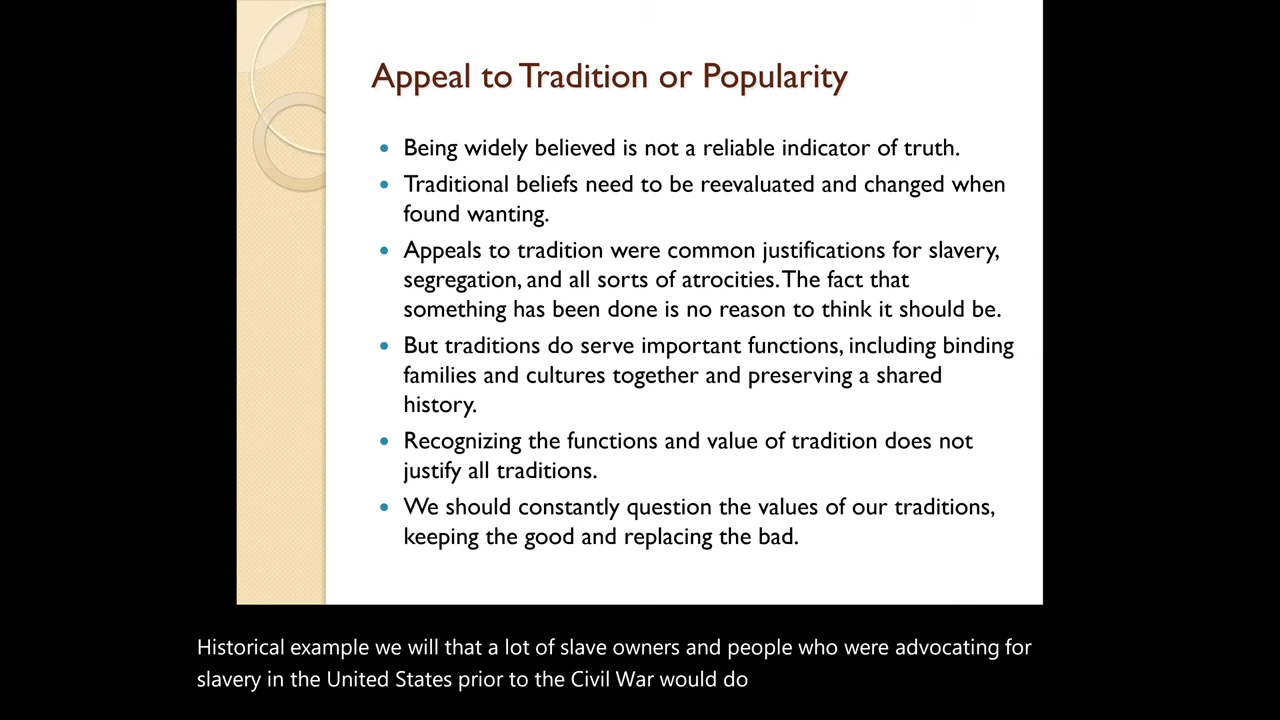 Appeal to Tradition or Popularity
• Being widely believed is not a reliable indicator of truth.
• Traditional beliefs need to be reevaluated and changed when
found wanting.
• Appeals to tradition were common justifications for slavery,
segregation, and all sorts of atrocities. The fact that
something has been done is no reason to think it should be.
• But traditions do serve important functions, including binding
families and cultures together and preserving a shared
history.
• Recognizing the functions and value of tradition does not
justify all traditions.
• We should constantly question the values of our traditions,
keeping the good and replacing the bad.
Historical example we will that a lot of slave owners and people who were advocating for
slavery in the United States prior to the Civil War would do